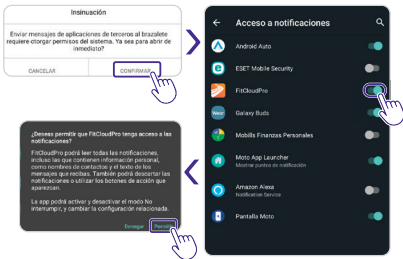 Insinuación
Enviar mensajes de aplicaciones de terceros al brazalete
requiere otorgar permisos del sistema. Ya sea para abrir de
inmediato?
CANCELAR
CONFIRMAR
Acceso a notificaciones
Android Auto
ESET Mobile Security
FitCloudPro
Wear
Galaxy Buds
Mobills Finanzas Personales
Moto App Launcher
Mostrar puntos de notificación
Amazon Alexa
Notification Service
Pantalla Moto
¿Deseas permitir que FitCloudPro tenga acceso a las
notificaciones?
FitCloudPro podrá leer todas las notificaciones,
incluso las que contienen información personal,
como nombres de contactos y el texto de los
mensajes que recibas. También podrá descartar las
notificaciones o utilizar los botones de acción que
aparezcan.
La app podrá activar y desactivar el modo No
interrumpir, y cambiar la configuración relacionada.
Denegar